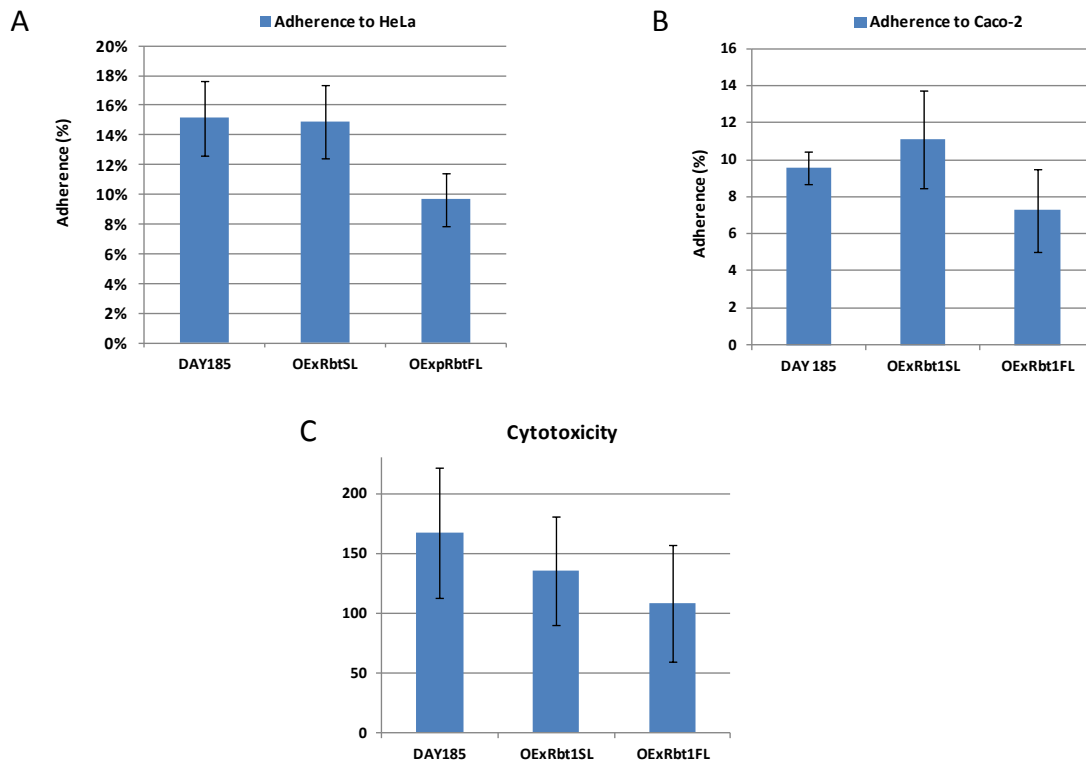 A
Adherence to HeLa
Adherence (%)
20%
18%
16%
14%
12%
10%
8%
6%
4%
2%
0%
DAY185
OExRbtSL
OExpRbtFL
B
Adherence to Caco-2
Adherence (%)
16
14
12
10
8
6
4
2
0
DAY 185
OExRbt1SL
OExRbt1FL
C
Cytotoxicity
200
150
100
50
0
DAY185
OExRbt1SL
OExRbt1FL